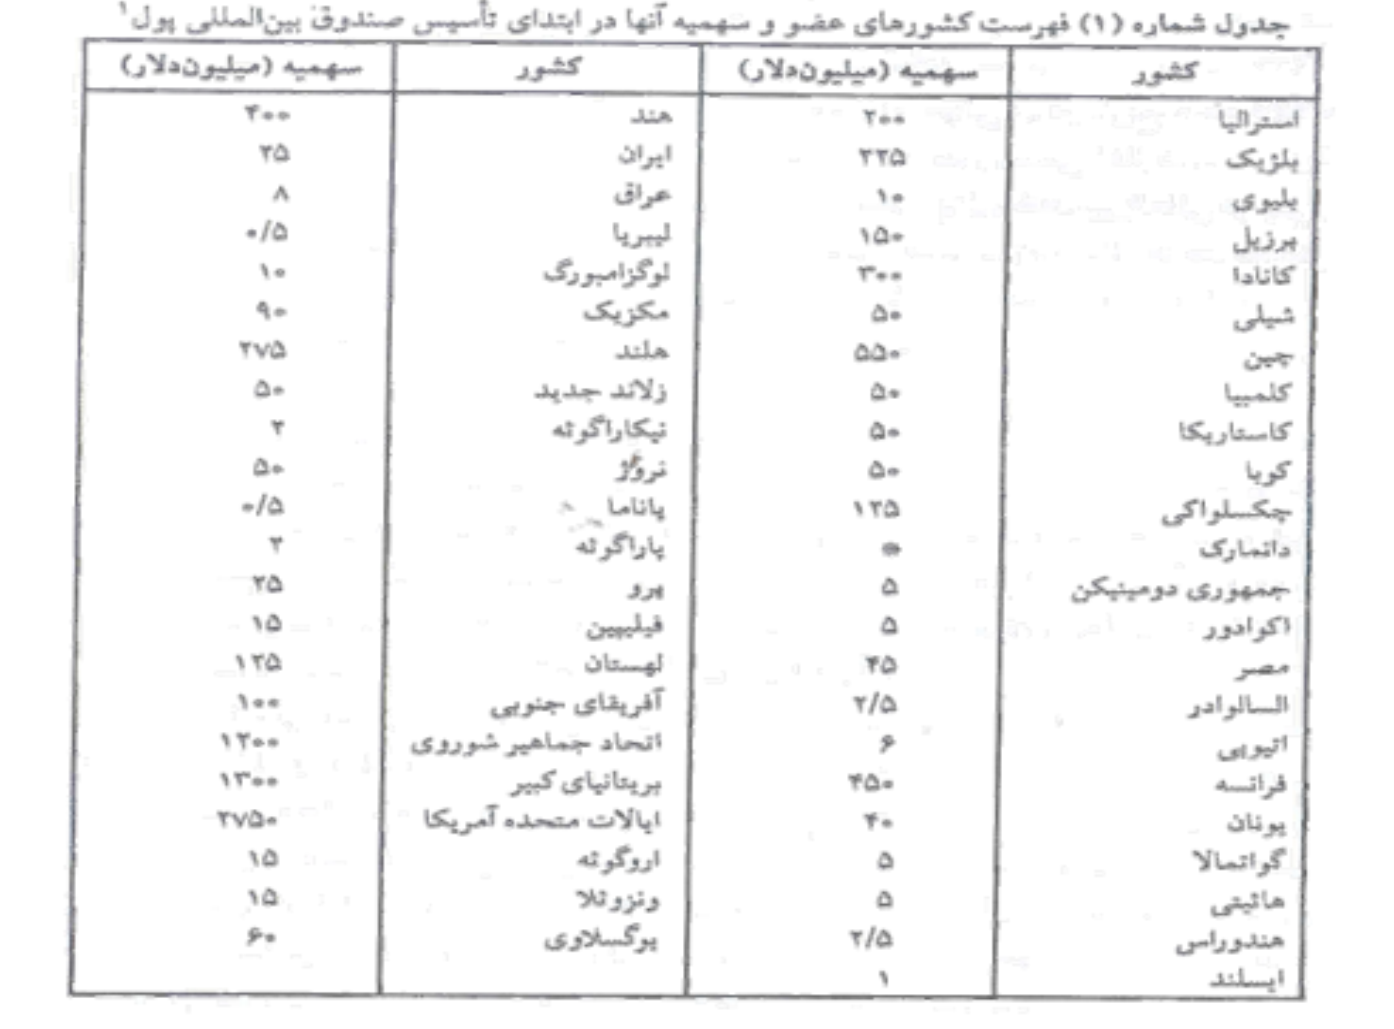 جدول شماره (۱) فهرست کشورهای عضو و سهمیه آنها در ابتدای تأسیس صندوق بین‌المللی پول۱
کشور سهمیه (میلیون‌دلار) کشور سهمیه (میلیون‌دلار)
استرالیا ۲۰۰ هند ۴۰۰
بلژیک ۲۲۵ ایران ۲۵
بلیوی ۱۰ عراق ۸
برزیل ۱۵۰ لیبریا ۰/۵
کانادا ۳۰۰ لوگزامبورگ ۱۰
شیلی ۵۰ مکزیک ۹۰
چین ۵۵۰ هلند ۲۷۵
کلمبیا ۵۰ زلاند جدید ۵۰
کاستاریکا ۵۰ نیکاراگوئه ۲
کوبا ۵۰ نروژ ۵۰
چکسلواکی ۱۲۵ پاناما ۰/۵
دانمارک * پاراگوئه ۲
جمهوری دومینیکن ۵ پرو ۲۵
اکوادور ۵ فیلیپین ۱۵
مصر ۴۵ لهستان ۱۲۵
السالوادر ۲/۵ آفریقای جنوبی ۱۰۰
اتیوپی ۶ اتحاد جماهیر شوروی ۱۲۰۰
فرانسه ۴۵۰ بریتانیای کبیر ۱۳۰۰
یونان ۴۰ ایالات متحده آمریکا ۲۷۵۰
گواتمالا ۵ اروگوئه ۱۵
هائیتی ۵ ونزوئلا ۱۵
هندوراس ۲/۵ یوگسلاوی ۶۰
ایسلند ۱